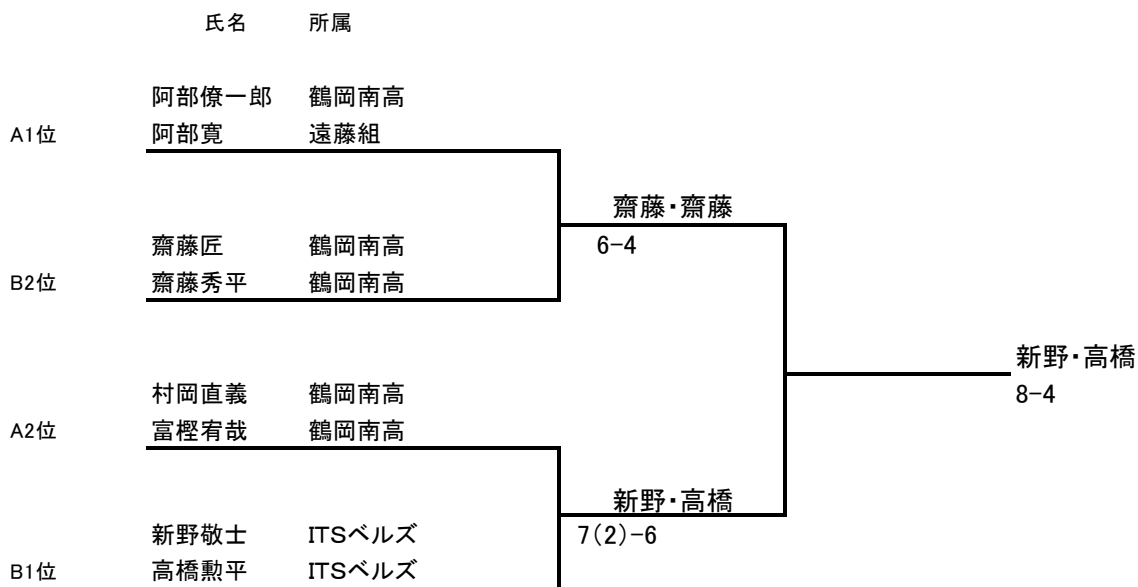 氏名 所属
阿部僚一郎 鶴岡南高
A1位 阿部寛 遠藤組
齋藤・齋藤
齋藤匠 鶴岡南高 6-4
B2位 齋藤秀平 鶴岡南高
新野・高橋
村岡直義 鶴岡南高 8-4
A2位 富樫宥哉 鶴岡南高
新野・高橋
新野敬士 ITSベルズ 7(2)-6
B1位 高橋勲平 ITSベルズ